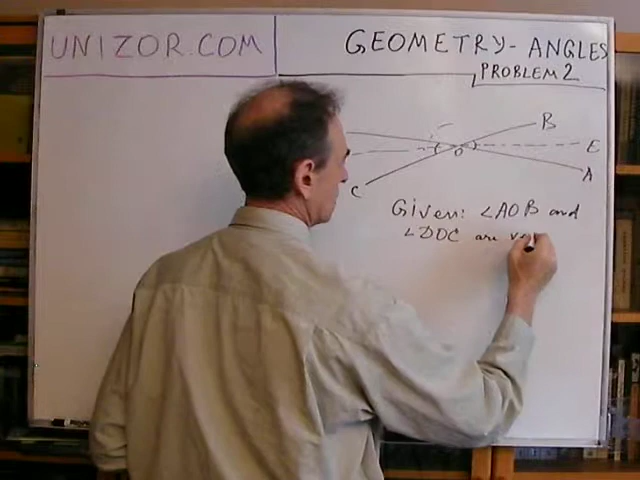 UNIZOR.COM
GEOMETRY-ANGLES
PROBLEM 2
B
E
O
A
C
Given: ∠AOB and
∠DOC are